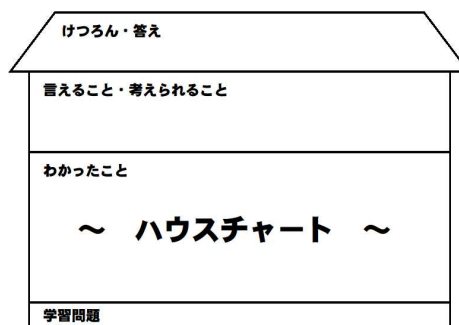 けつろん・答え
言えること・考えられること
わかったこと
～　ハウスチャート　～
学習問題